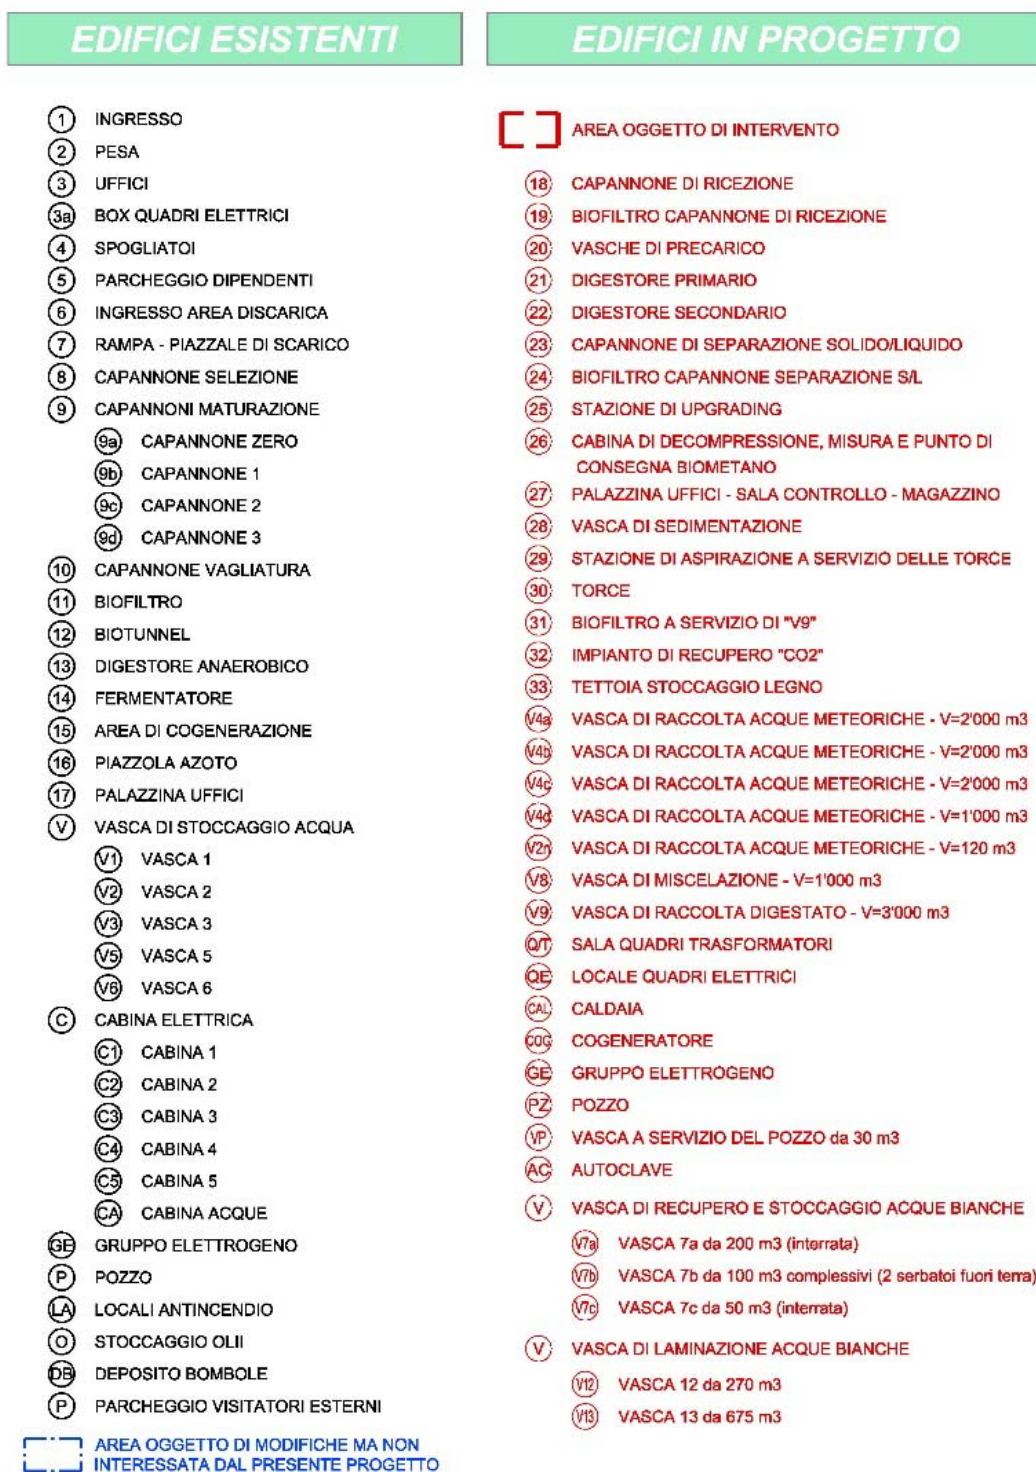 EDIFICI ESISTENTI
1 INGRESSO
2 PESA
3 UFFICI
3a BOX QUADRI ELETTRICI
4 SPOGLIATOI
5 PARCHEGGIO DIPENDENTI
6 INGRESSO AREA DISCARICA
7 RAMPA - PIAZZALE DI SCARICO
8 CAPANNONE SELEZIONE
9 CAPANNONI MATURAZIONE
9a CAPANNONE ZERO
9b CAPANNONE 1
9c CAPANNONE 2
9d CAPANNONE 3
10 CAPANNONE VAGLIATURA
11 BIOFILTRO
12 BIOTUNNEL
13 DIGESTORE ANAEROBICO
14 FERMENTATORE
15 AREA DI COGENERAZIONE
16 PIAZZOLA AZOTO
17 PALAZZINA UFFICI
V VASCA DI STOCCAGGIO ACQUA
V1 VASCA 1
V2 VASCA 2
V3 VASCA 3
V5 VASCA 5
V6 VASCA 6
C CABINA ELETTRICA
C1 CABINA 1
C2 CABINA 2
C3 CABINA 3
C4 CABINA 4
C5 CABINA 5
CA CABINA ACQUE
GE GRUPPO ELETTROGENO
P POZZO
LA LOCALI ANTINCENDIO
O STOCCAGGIO OLII
DB DEPOSITO BOMBOLE
P PARCHEGGIO VISITATORI ESTERNI
AREA OGGETTO DI MODIFICHE MA NON
INTERESSATA DAL PRESENTE PROGETTO
EDIFICI IN PROGETTO
AREA OGGETTO DI INTERVENTO
18 CAPANNONE DI RICEZIONE
19 BIOFILTRO CAPANNONE DI RICEZIONE
20 VASCHE DI PRECARICO
21 DIGESTORE PRIMARIO
22 DIGESTORE SECONDARIO
23 CAPANNONE DI SEPARAZIONE SOLIDO/LIQUIDO
24 BIOFILTRO CAPANNONE SEPARAZIONE S/L
25 STAZIONE DI UPGRADING
26 CABINA DI DECOMPRESSIONE, MISURA E PUNTO DI
CONSEGNA BIOMETANO
27 PALAZZINA UFFICI - SALA CONTROLLO - MAGAZZINO
28 VASCA DI SEDIMENTAZIONE
29 STAZIONE DI ASPIRAZIONE A SERVIZIO DELLE TORCE
30 TORCE
31 BIOFILTRO A SERVIZIO DI "V9"
32 IMPIANTO DI RECUPERO "CO2"
33 TETTOIA STOCCAGGIO LEGNO
V4a VASCA DI RACCOLTA ACQUE METEORICHE - V=2'000 m3
V4b VASCA DI RACCOLTA ACQUE METEORICHE - V=2'000 m3
V4c VASCA DI RACCOLTA ACQUE METEORICHE - V=2'000 m3
V4d VASCA DI RACCOLTA ACQUE METEORICHE - V=1'000 m3
V2n VASCA DI RACCOLTA ACQUE METEORICHE - V=120 m3
V8 VASCA DI MISCELAZIONE - V=1'000 m3
V9 VASCA DI RACCOLTA DIGESTATO - V=3'000 m3
Q/T SALA QUADRI TRASFORMATORI
QE LOCALE QUADRI ELETTRICI
CAL CALDAIA
COG COGENERATORE
GE GRUPPO ELETTROGENO
PZ POZZO
VP VASCA A SERVIZIO DEL POZZO da 30 m3
AC AUTOCLAVE
V VASCA DI RECUPERO E STOCCAGGIO ACQUE BIANCHE
V7a VASCA 7a da 200 m3 (interrata)
V7b VASCA 7b da 100 m3 complessivi (2 serbatoi fuori terra)
V7c VASCA 7c da 50 m3 (interrata)
V VASCA DI LAMINAZIONE ACQUE BIANCHE
V12 VASCA 12 da 270 m3
V13 VASCA 13 da 675 m3